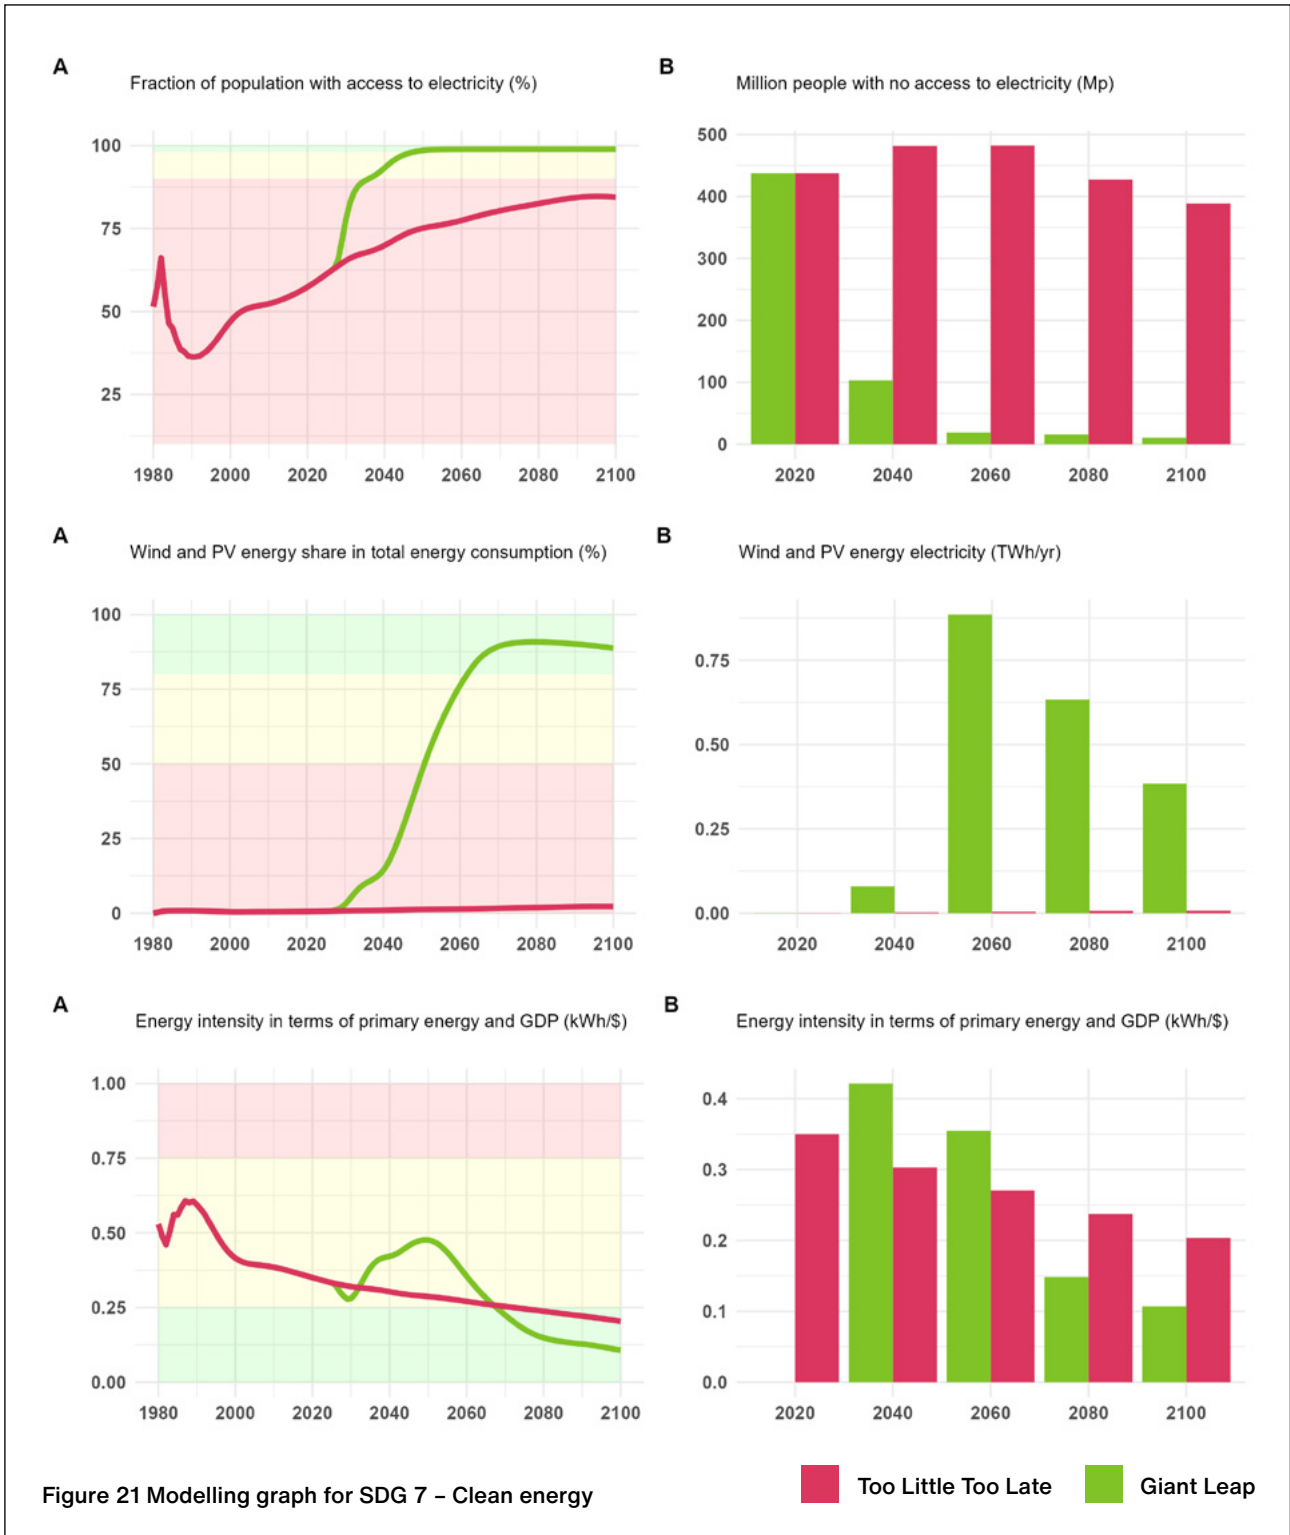 A
Fraction of population with access to electricity (%)
100
75
50
25
1980 2000 2020 2040 2060 2080 2100
B
Million people with no access to electricity (Mp)
500
400
300
200
100
0
2020 2040 2060 2080 2100
A
Wind and PV energy share in total energy consumption (%)
100
75
50
25
0
1980 2000 2020 2040 2060 2080 2100
B
Wind and PV energy electricity (TWh/yr)
0.75
0.50
0.25
0.00
2020 2040 2060 2080 2100
A
Energy intensity in terms of primary energy and GDP (kWh/$)
1.00
0.75
0.50
0.25
0.00
1980 2000 2020 2040 2060 2080 2100
B
Energy intensity in terms of primary energy and GDP (kWh/$)
0.4
0.3
0.2
0.1
0.0
2020 2040 2060 2080 2100
Figure 21 Modelling graph for SDG 7 – Clean energy
Too Little Too Late
Giant Leap